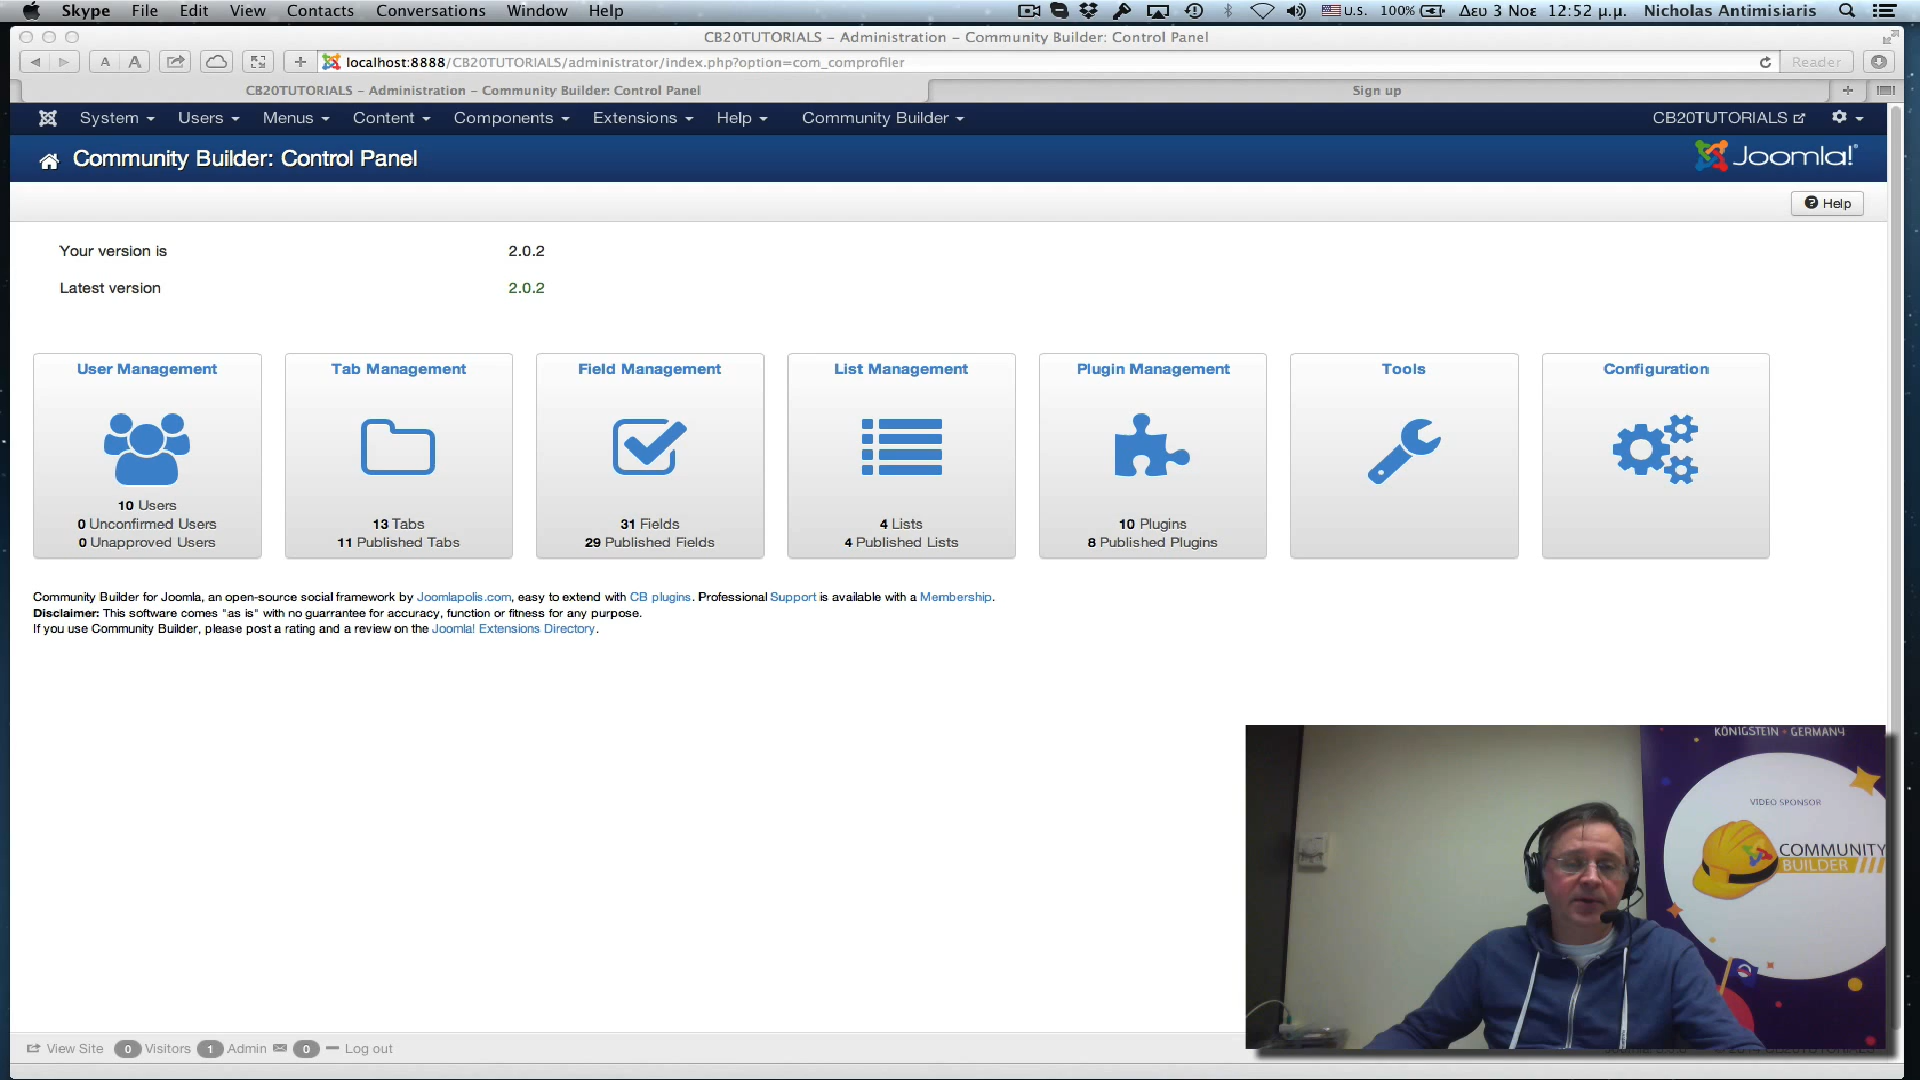 Skype File Edit View Contacts Conversations Window Help U.S. 100% Δευ 3 Νοε 12:52 μ.μ. Nicholas Antimisiaris
CB20TUTORIALS – Administration – Community Builder: Control Panel
A A localhost:8888/CB20TUTORIALS/administrator/index.php?option=com_comprofiler Reader
CB20TUTORIALS – Administration – Community Builder: Control Panel Sign up
System Users Menus Content Components Extensions Help Community Builder CB20TUTORIALS
Community Builder: Control Panel Joomla!
Help
Your version is 2.0.2
Latest version 2.0.2
User Management Tab Management Field Management List Management Plugin Management Tools Configuration
10 Users
0 Unconfirmed Users 13 Tabs 31 Fields 4 Lists 10 Plugins
0 Unapproved Users 11 Published Tabs 29 Published Fields 4 Published Lists 8 Published Plugins
Community Builder for Joomla, an open-source social framework by Joomlapolis.com, easy to extend with CB plugins. Professional Support is available with a Membership.
Disclaimer: This software comes "as is" with no guarrantee for accuracy, function or fitness for any purpose.
If you use Community Builder, please post a rating and a review on the Joomla! Extensions Directory.
KÖNIGSTEIN • GERMANY
VIDEO SPONSOR
COMMUNITY
BUILDER
View Site 0 Visitors 1 Admin 0 Log out